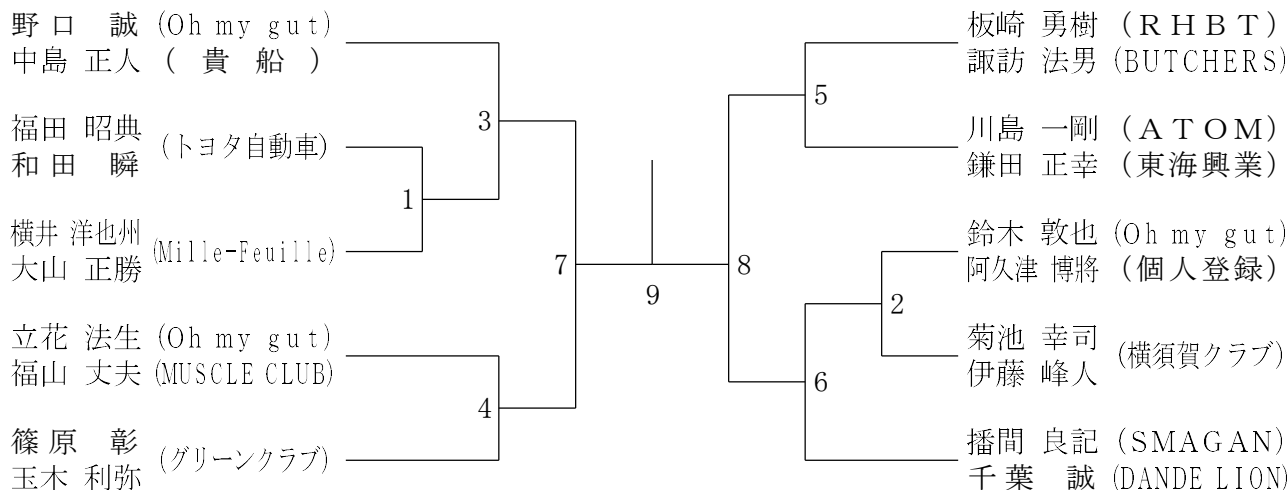 野口 誠 (Oh my gut)
中島 正人 (貴船)
福田 昭典
和田 瞬
(トヨタ自動車)
横井 洋也州
大山 正勝
(Mille-Feuille)
立花 法生 (Oh my gut)
福山 丈夫 (MUSCLE CLUB)
篠原 彰
玉木 利弥
(グリーンクラブ)
3
1
7
4
9
8
5
2
6
板崎 勇樹 (RHBT)
諏訪 法男 (BUTCHERS)
川島 一剛 (ATOM)
鎌田 正幸 (東海興業)
鈴木 敦也 (Oh my gut)
阿久津 博將 (個人登録)
菊池 幸司
伊藤 峰人
(横須賀クラブ)
播間 良記 (SMAGAN)
千葉 誠 (DANDE LION)